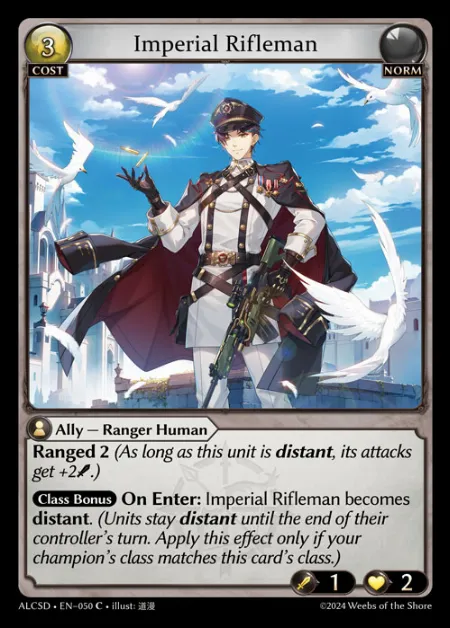 3
Imperial Rifleman
COST
NORM
Ally — Ranger Human
Ranged 2 (As long as this unit is distant, its attacks
get +2.)
Class Bonus On Enter: Imperial Rifleman becomes
distant. (Units stay distant until the end of their
controller's turn. Apply this effect only if your
champion's class matches this card's class.)
1
2
ALCSD • EN-050 C • illust: 道漫
©2024 Weebs of the Shore